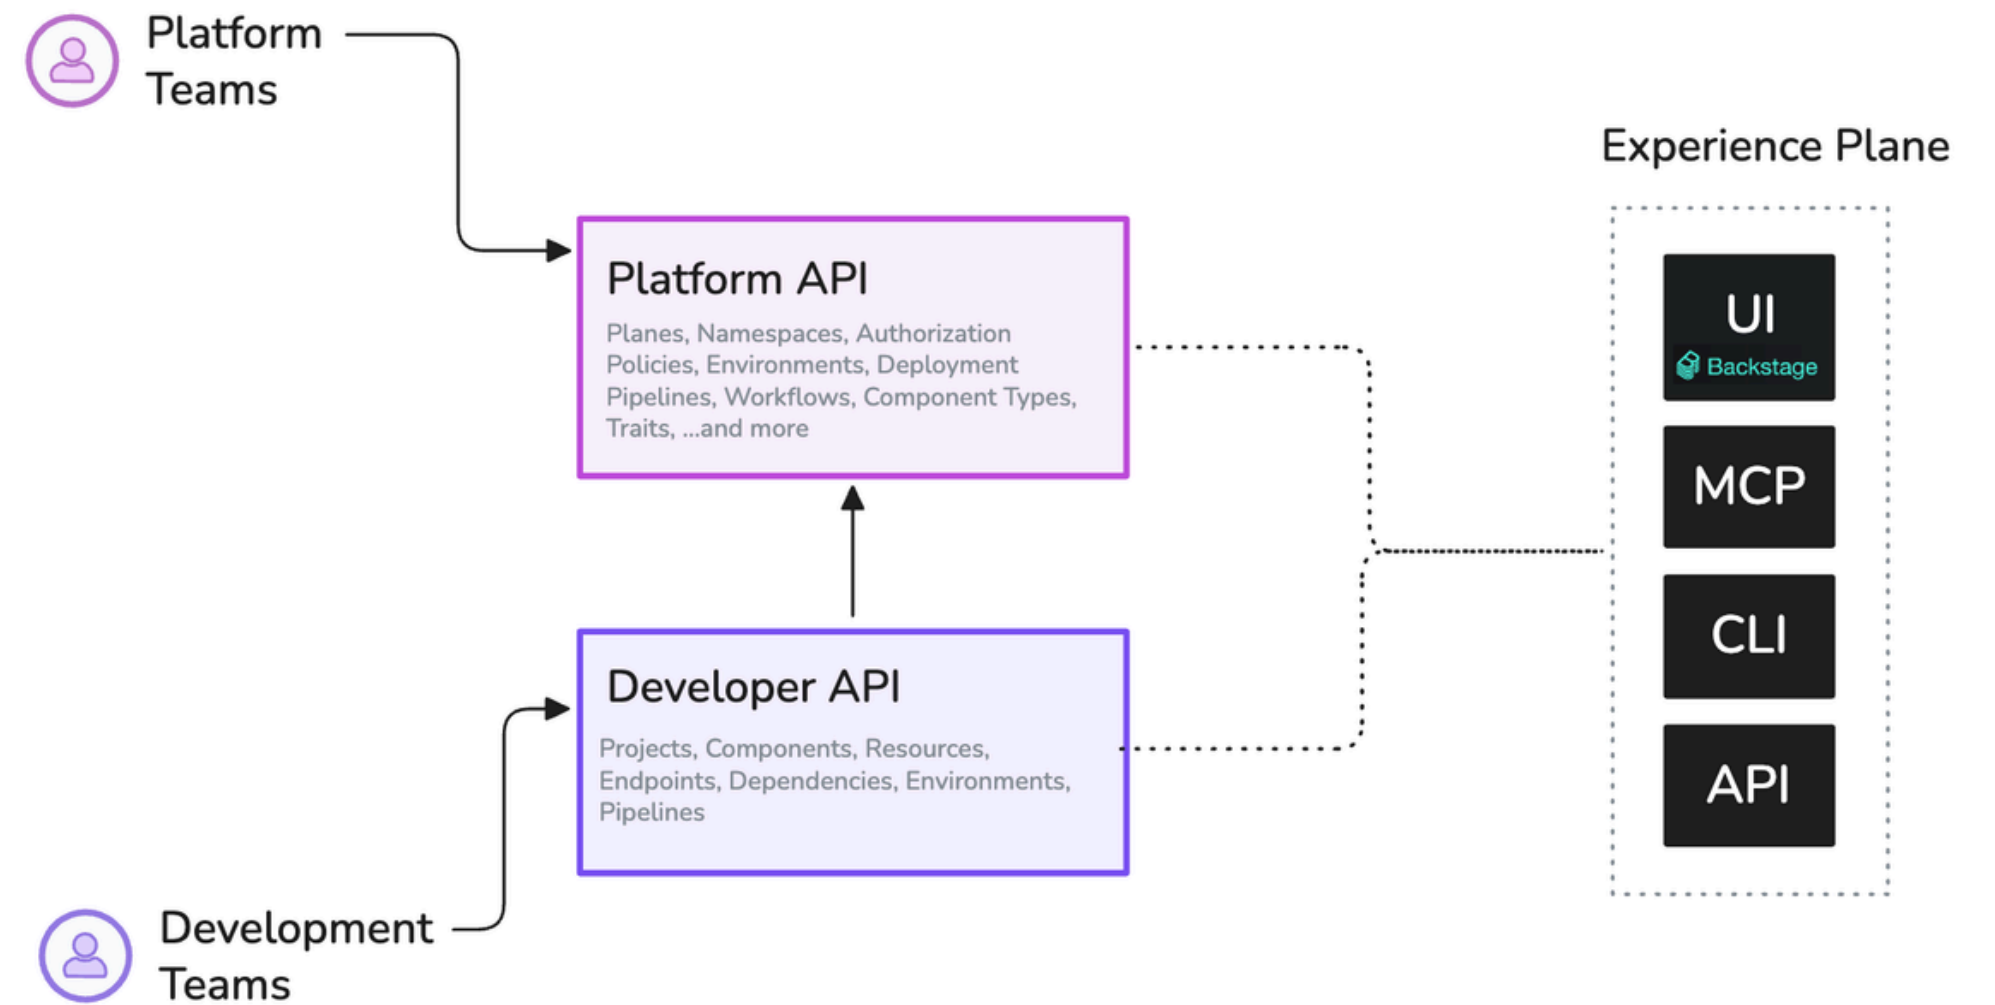 Platform
Teams
Experience Plane
Platform API
Planes, Namespaces, Authorization
Policies, Environments, Deployment
Pipelines, Workflows, Component Types,
Traits, ...and more
UI
Backstage
MCP
CLI
API
Developer API
Projects, Components, Resources,
Endpoints, Dependencies, Environments,
Pipelines
Development
Teams